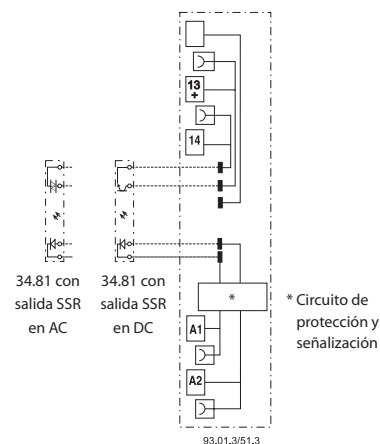 13
+
14
34.81 con
salida SSR
en AC
34.81 con
salida SSR
en DC
*
* Circuito de
protección y
señalización
A1
A2
93.01.3/51.3